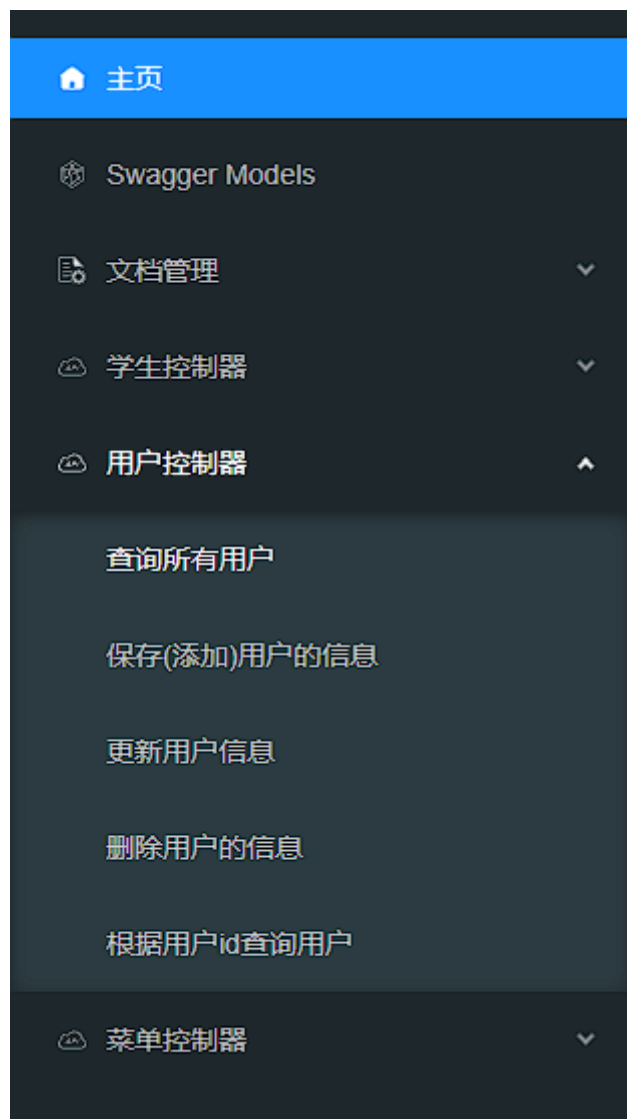 主页
Swagger Models
文档管理
学生控制器
用户控制器
查询所有用户
保存(添加)用户的信息
更新用户信息
删除用户的信息
根据用户id查询用户
菜单控制器